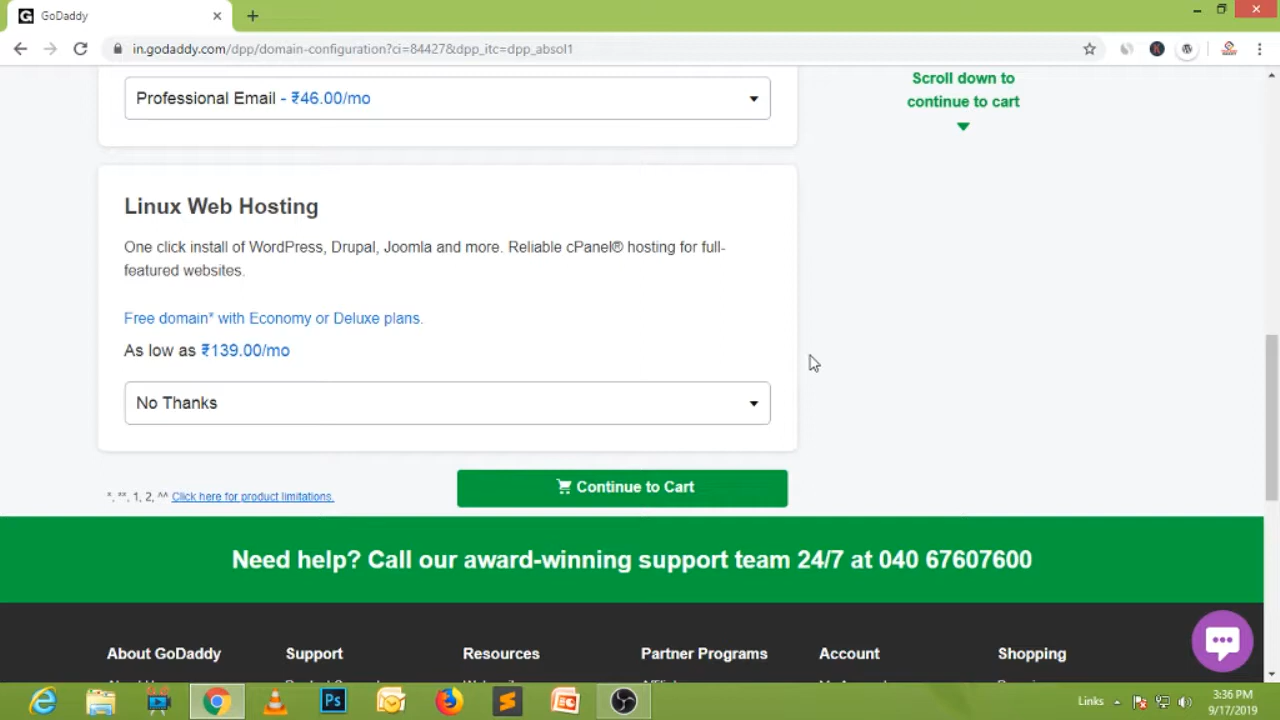 GoDaddy
in.godaddy.com/dpp/domain-configuration?ci=84427&dpp_itc=dpp_absol1
Professional Email - ₹46.00/mo
Scroll down to
continue to cart
Linux Web Hosting
One click install of WordPress, Drupal, Joomla and more. Reliable cPanel® hosting for full-
featured websites.
Free domain* with Economy or Deluxe plans.
As low as ₹139.00/mo
No Thanks
*, **, 1, 2, ^^ Click here for product limitations.
Continue to Cart
Need help? Call our award-winning support team 24/7 at 040 67607600
About GoDaddy
Support
Resources
Partner Programs
Account
Shopping
Ps
Links
3:36 PM
9/17/2019